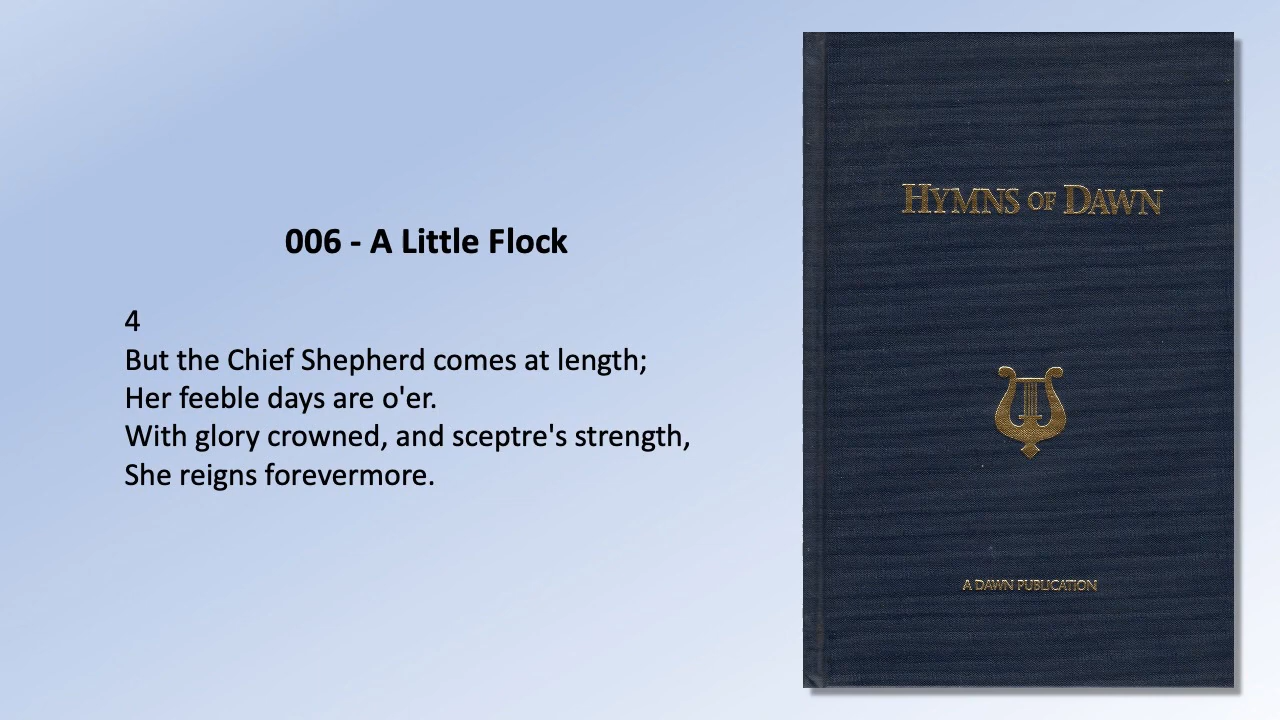 006 - A Little Flock
4
But the Chief Shepherd comes at length;
Her feeble days are o'er.
With glory crowned, and sceptre's strength,
She reigns forevermore.
HYMNS OF DAWN
A DAWN PUBLICATION